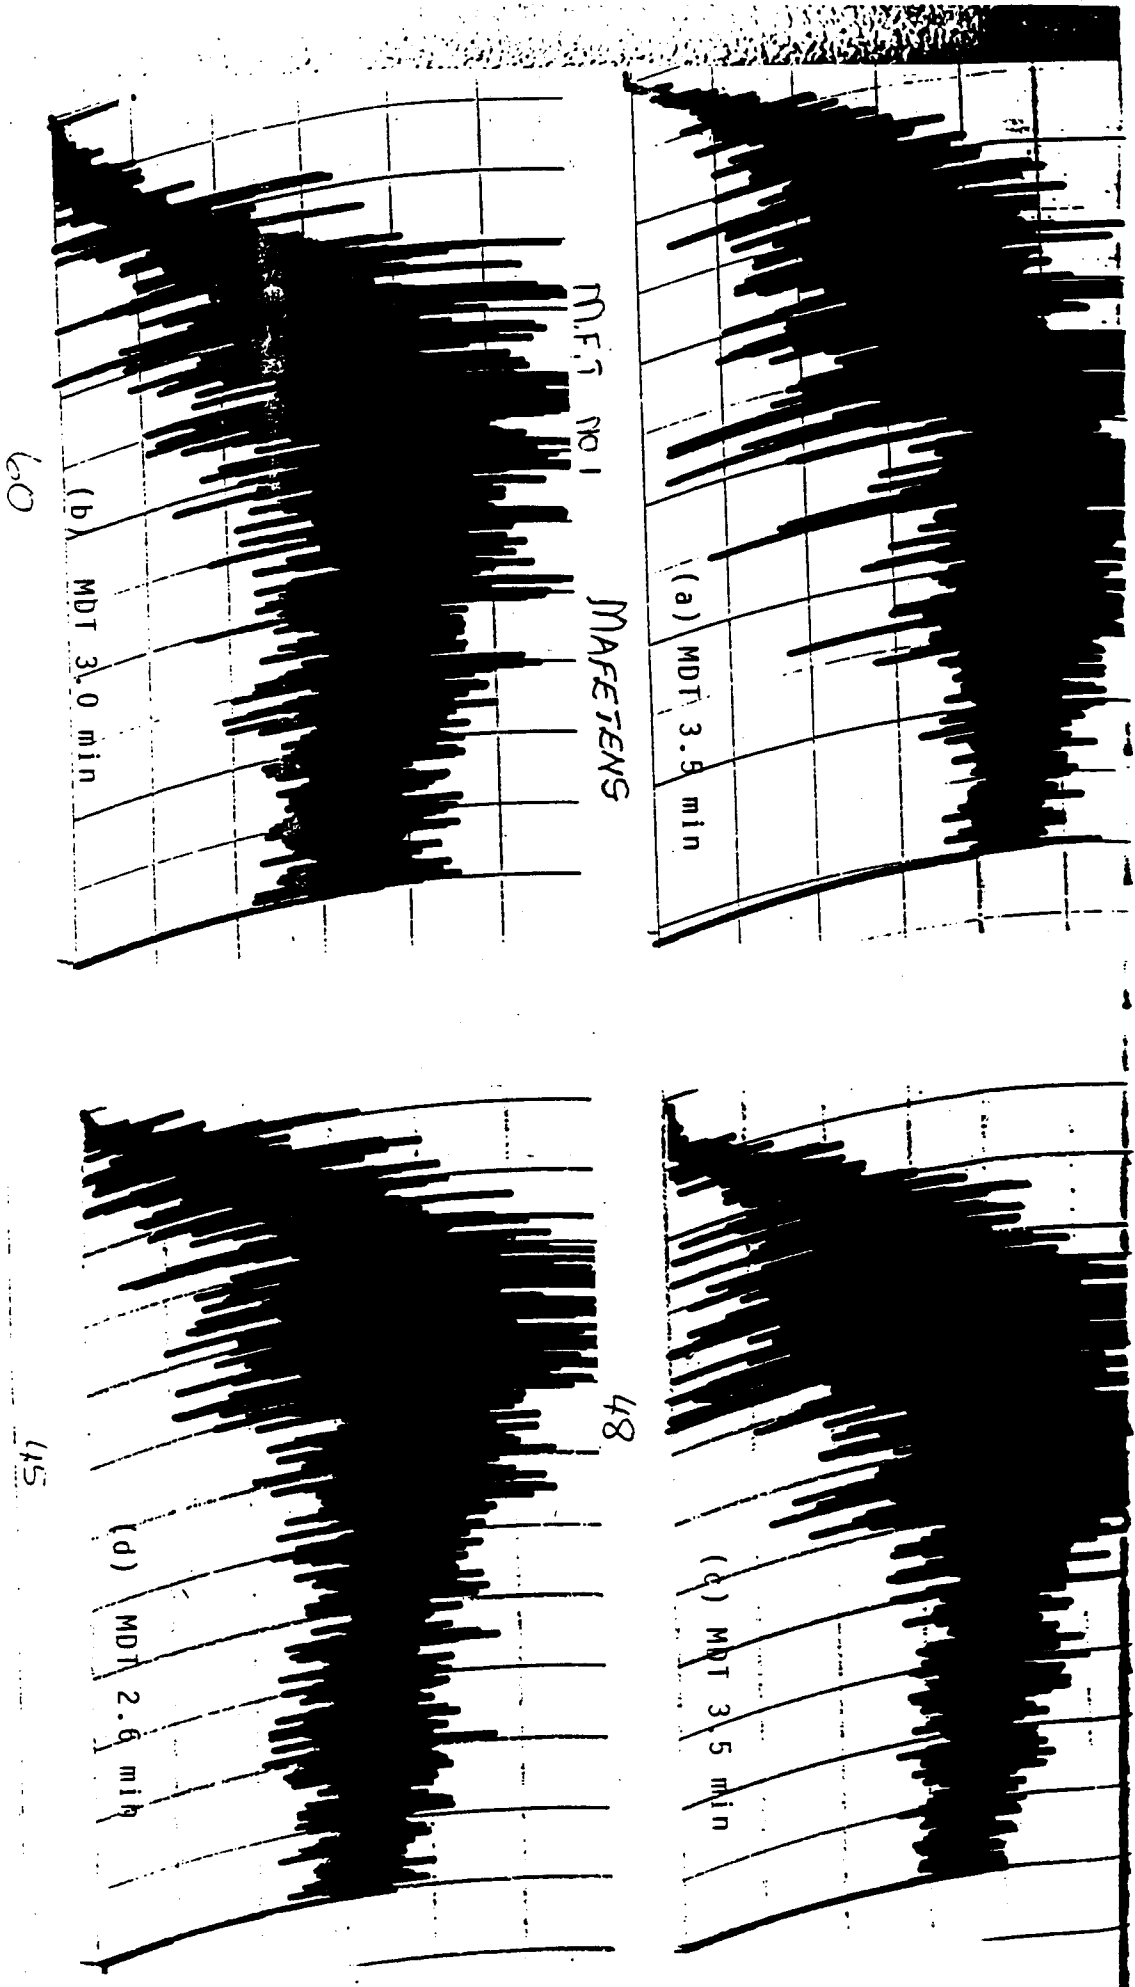 (a) MDT 3.5 min
M.F.T NO 1 MAFETENS
(b) MDT 3.0 min
60
(c) MDT 3.5 min
48
(d) MDT 2.6 min
45